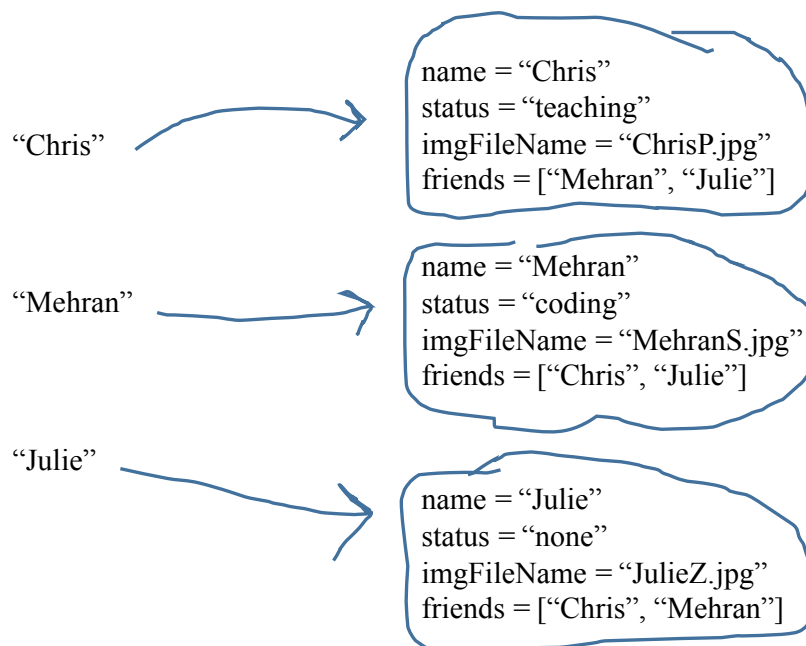 “Chris”
name = “Chris”
status = “teaching”
imgFileName = “ChrisP.jpg”
friends = [“Mehran”, “Julie”]
“Mehran”
name = “Mehran”
status = “coding”
imgFileName = “MehranS.jpg”
friends = [“Chris”, “Julie”]
“Julie”
name = “Julie”
status = “none”
imgFileName = “JulieZ.jpg”
friends = [“Chris”, “Mehran”]